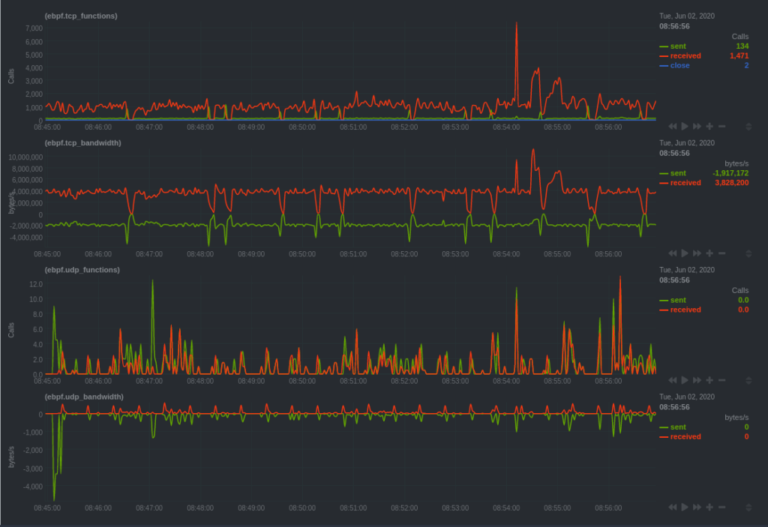 (ebpf.tcp_functions)
Tue, Jun 02, 2020
08:56:56
Calls
sent 134
received 1,471
close 2
7,000
6,000
5,000
4,000
3,000
2,000
1,000
0
Calls
08:45:00 08:46:00 08:47:00 08:48:00 08:49:00 08:50:00 08:51:00 08:52:00 08:53:00 08:54:00 08:55:00 08:56:00
(ebpf.tcp_bandwidth)
Tue, Jun 02, 2020
08:56:56
bytes/s
sent -1,917,172
received 3,828,200
10,000,000
8,000,000
6,000,000
4,000,000
2,000,000
0
-2,000,000
-4,000,000
bytes/s
08:45:00 08:46:00 08:47:00 08:48:00 08:49:00 08:50:00 08:51:00 08:52:00 08:53:00 08:54:00 08:55:00 08:56:00
(ebpf.udp_functions)
Tue, Jun 02, 2020
08:56:56
Calls
sent 0.0
received 0.0
12.0
10.0
8.0
6.0
4.0
2.0
0.0
Calls
08:45:00 08:46:00 08:47:00 08:48:00 08:49:00 08:50:00 08:51:00 08:52:00 08:53:00 08:54:00 08:55:00 08:56:00
(ebpf.udp_bandwidth)
Tue, Jun 02, 2020
08:56:56
bytes/s
sent 0
received 0
0
-1,000
-2,000
-3,000
-4,000
bytes/s
08:45:00 08:46:00 08:47:00 08:48:00 08:49:00 08:50:00 08:51:00 08:52:00 08:53:00 08:54:00 08:55:00 08:56:00